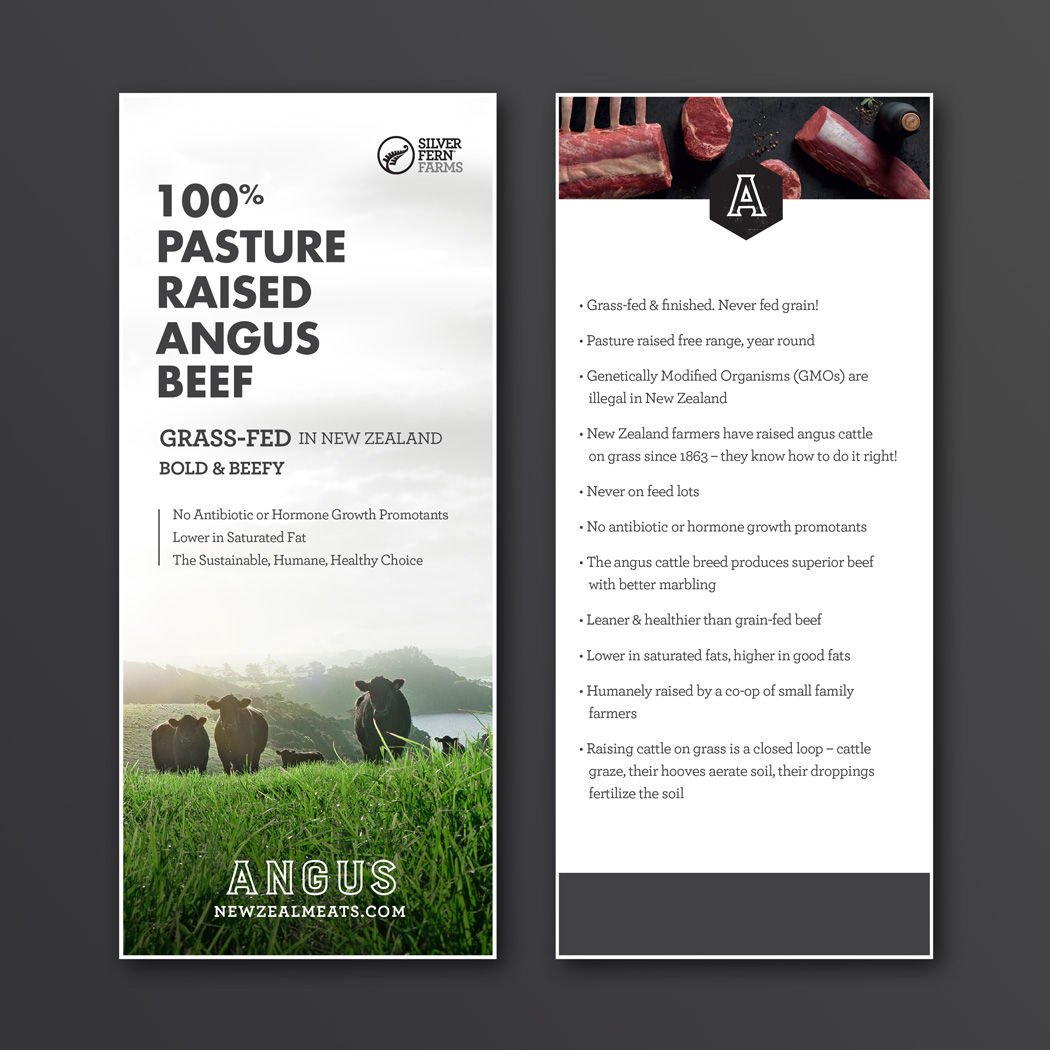 SILVER
FERN
FARMS
100%
PASTURE
RAISED
ANGUS
BEEF
GRASS-FED IN NEW ZEALAND
BOLD & BEEFY
No Antibiotic or Hormone Growth Promotants
Lower in Saturated Fat
The Sustainable, Humane, Healthy Choice
ANGUS
NEWZEALMEATS.COM
A
• Grass-fed & finished. Never fed grain!
• Pasture raised free range, year round
• Genetically Modified Organisms (GMOs) are
illegal in New Zealand
• New Zealand farmers have raised angus cattle
on grass since 1863 – they know how to do it right!
• Never on feed lots
• No antibiotic or hormone growth promotants
• The angus cattle breed produces superior beef
with better marbling
• Leaner & healthier than grain-fed beef
• Lower in saturated fats, higher in good fats
• Humanely raised by a co-op of small family
farmers
• Raising cattle on grass is a closed loop – cattle
graze, their hooves aerate soil, their droppings
fertilize the soil